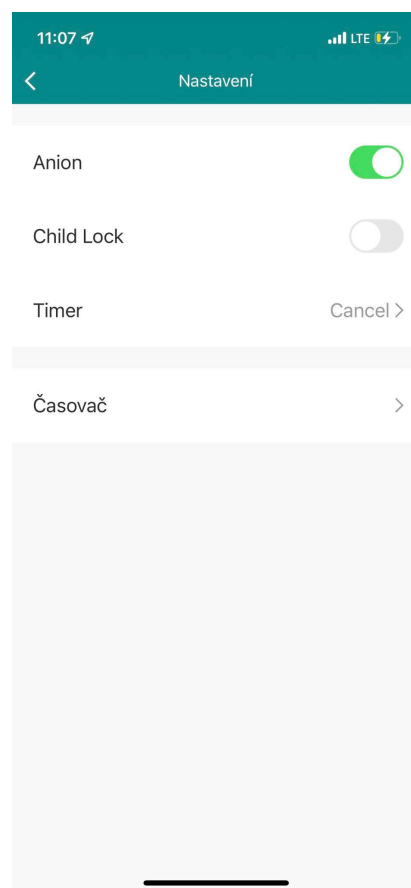 11:07 LTE
Nastavení
Anion
Child Lock
Timer Cancel
Časovač